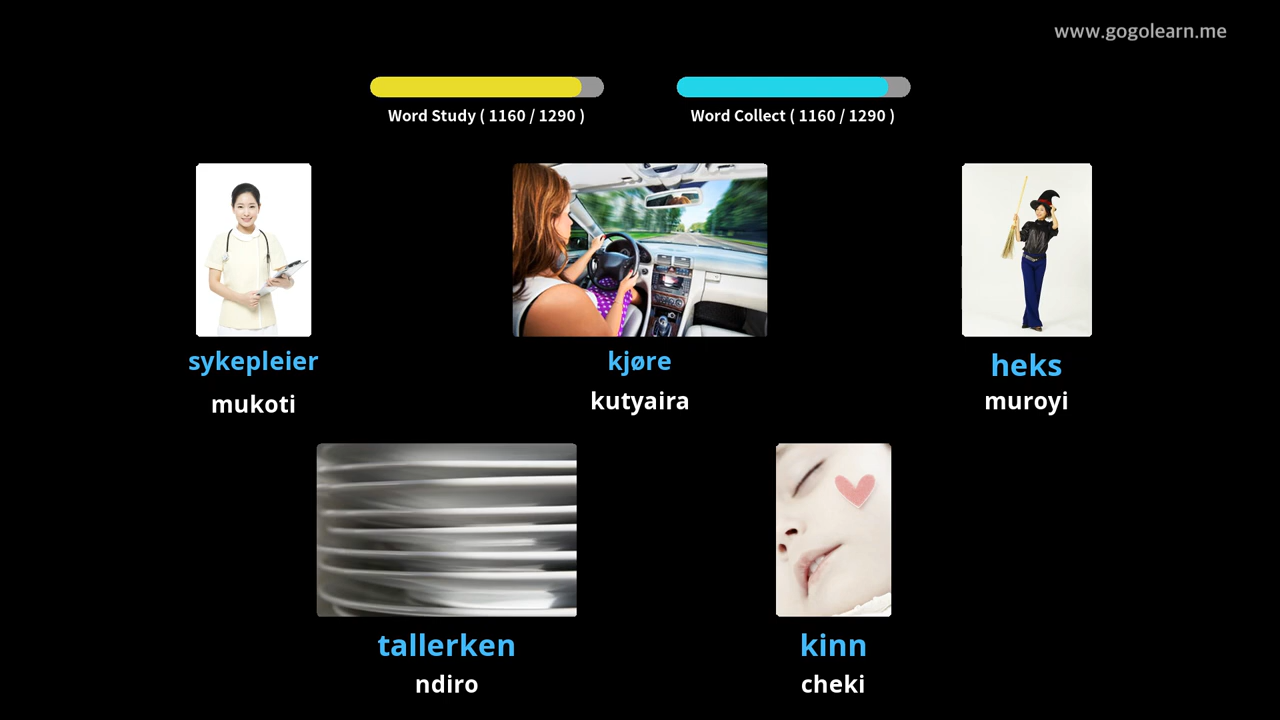 www.gogolearn.me
Word Study ( 1160 / 1290 )
Word Collect ( 1160 / 1290 )
sykepleier
mukoti
kjøre
kutyaira
heks
muroyi
tallerken
ndiro
kinn
cheki